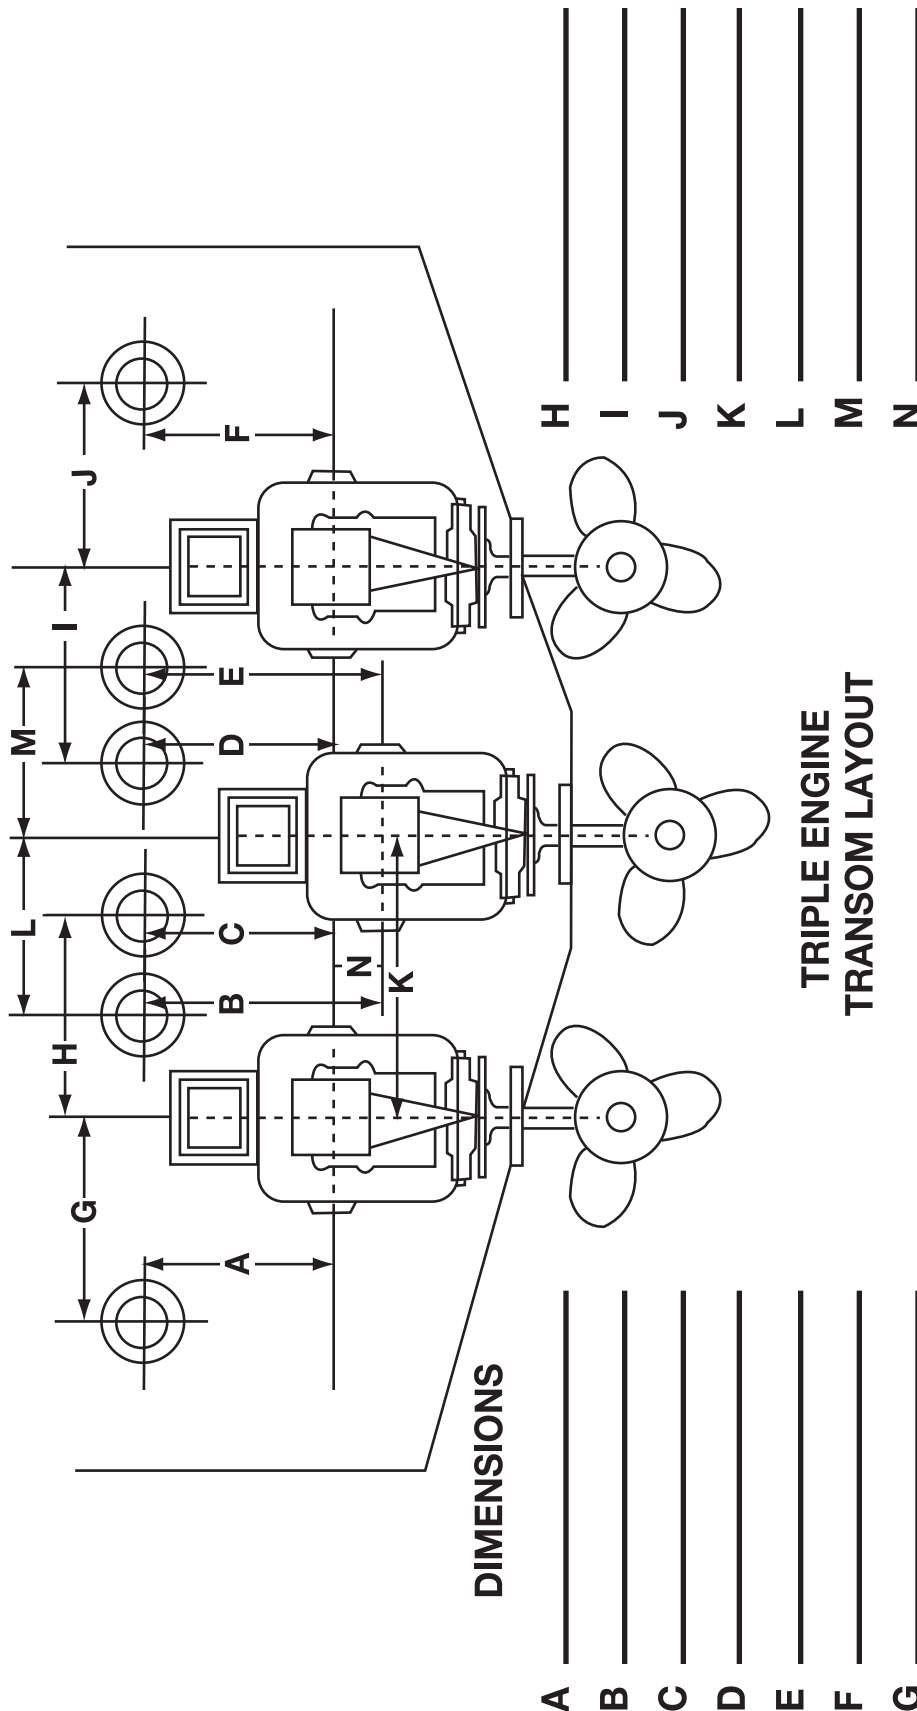 L M
H I
G J
A B C D E F
N
K
DIMENSIONS
A
B
C
D
E
F
G
TRIPLE ENGINE
TRANSOM LAYOUT
H
I
J
K
L
M
N